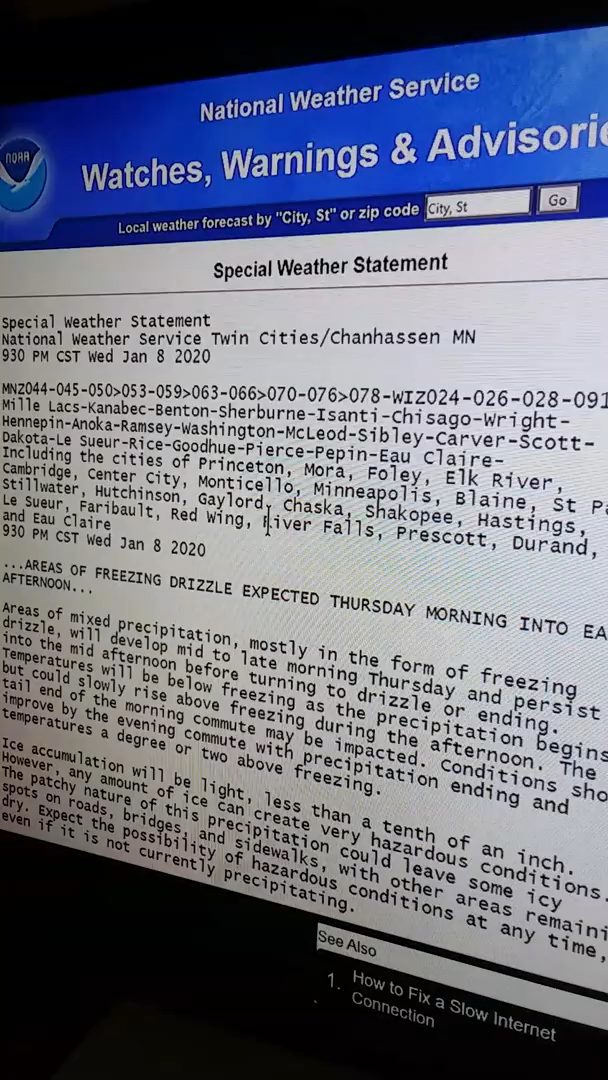 National Weather Service
NOAA
Watches, Warnings & Advisorie
Local weather forecast by "City, St" or zip code City, St Go
Special Weather Statement
Special Weather Statement
National Weather Service Twin Cities/Chanhassen MN
930 PM CST Wed Jan 8 2020
MNZ044-045-050>053-059>063-066>070-076>078-WIZ024-026-028-091
Mille Lacs-Kanabec-Benton-Sherburne-Isanti-Chisago-Wright-
Hennepin-Anoka-Ramsey-Washington-McLeod-Sibley-Carver-Scott-
Dakota-Le Sueur-Rice-Goodhue-Pierce-Pepin-Eau Claire-
Including the cities of Princeton, Mora, Foley, Elk River,
Cambridge, Center City, Monticello, Minneapolis, Blaine, St Pa
Stillwater, Hutchinson, Gaylord, Chaska, Shakopee, Hastings,
Le Sueur, Faribault, Red Wing, River Falls, Prescott, Durand,
and Eau Claire
930 PM CST Wed Jan 8 2020
...AREAS OF FREEZING DRIZZLE EXPECTED THURSDAY MORNING INTO EA
AFTERNOON...
Areas of mixed precipitation, mostly in the form of freezing
drizzle, will develop mid to late morning Thursday and persist
into the mid afternoon before turning to drizzle or ending.
Temperatures will be below freezing as the precipitation begins
but could slowly rise above freezing during the afternoon. The
tail end of the morning commute may be impacted. Conditions sho
improve by the evening commute with precipitation ending and
temperatures a degree or two above freezing.
Ice accumulation will be light, less than a tenth of an inch.
However, any amount of ice can create very hazardous conditions.
The patchy nature of this precipitation could leave some icy
spots on roads, bridges, and sidewalks, with other areas remaini
dry. Expect the possibility of hazardous conditions at any time,
even if it is not currently precipitating.
See Also
1. How to Fix a Slow Internet
Connection